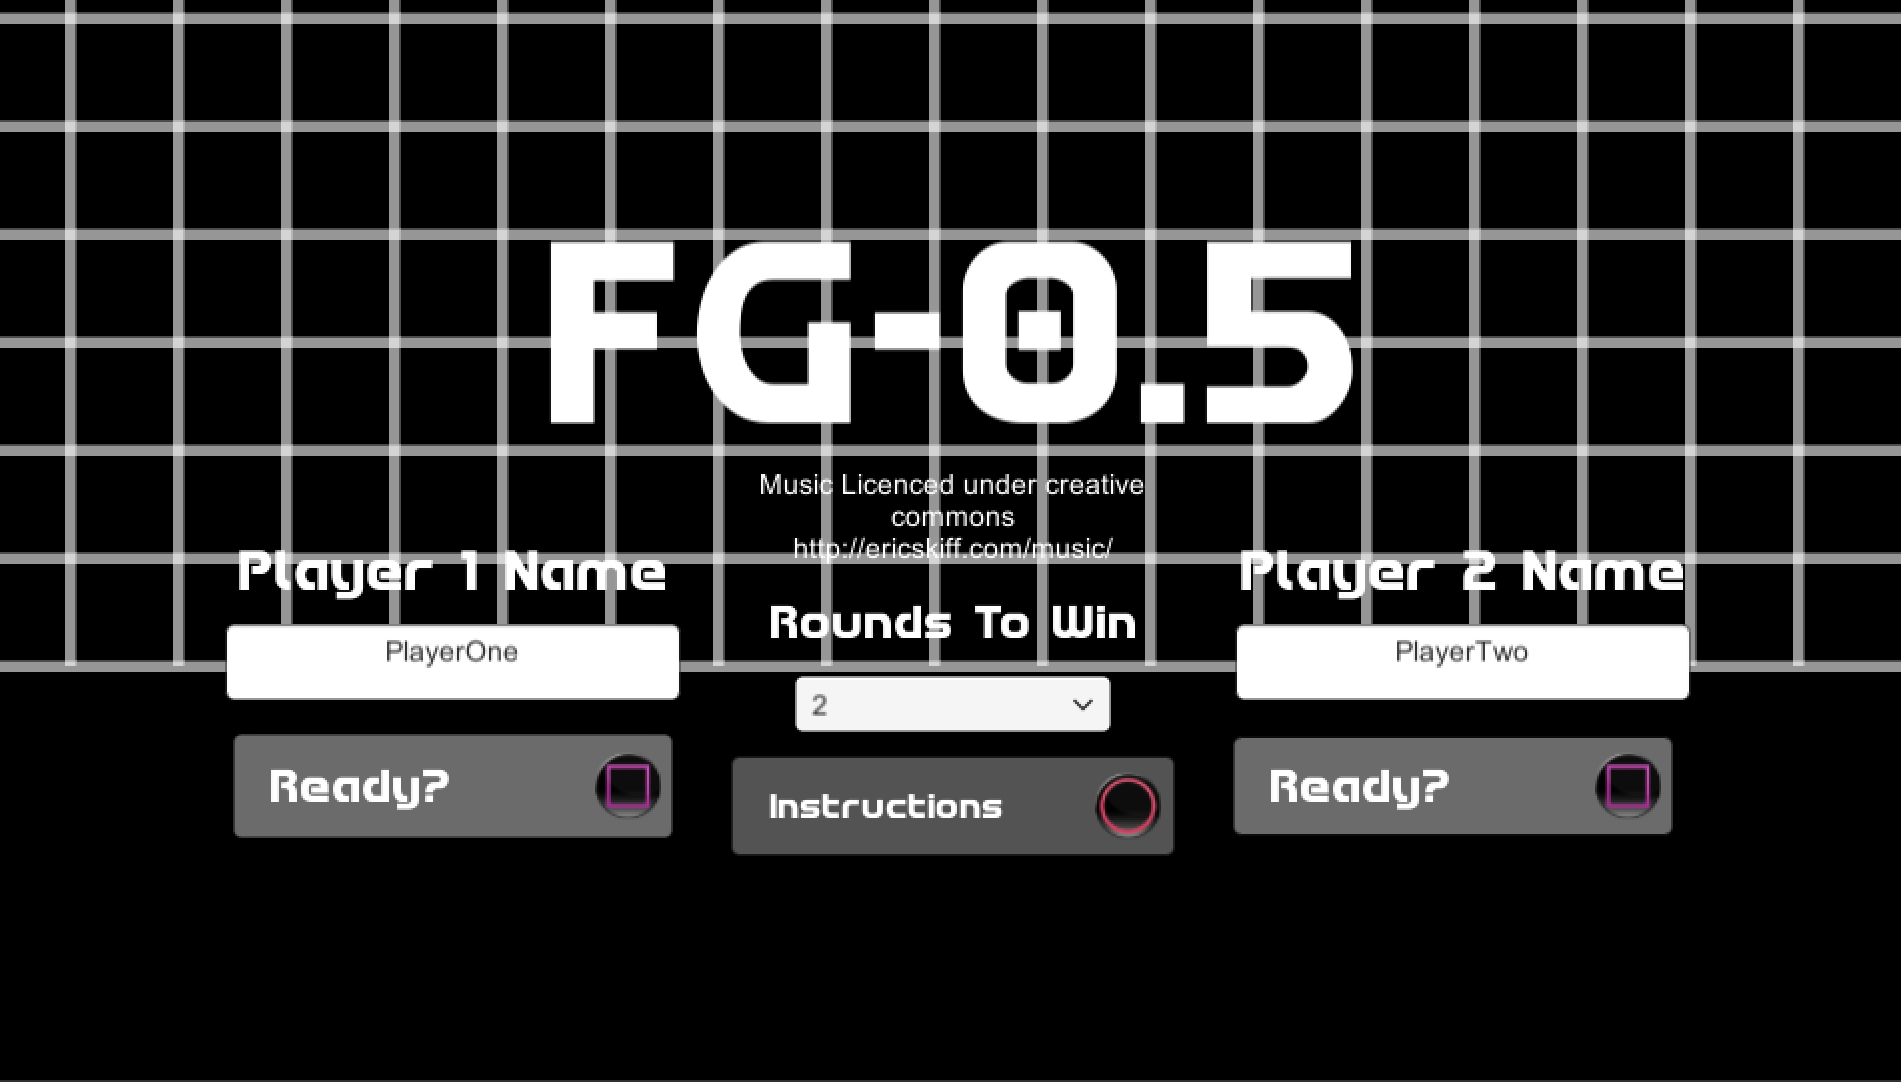 FG-0.5
Music Licenced under creative
commons
http://ericskiff.com/music/
Player 1 Name
PlayerOne
Ready?
Rounds To Win
2
Instructions
Player 2 Name
PlayerTwo
Ready?